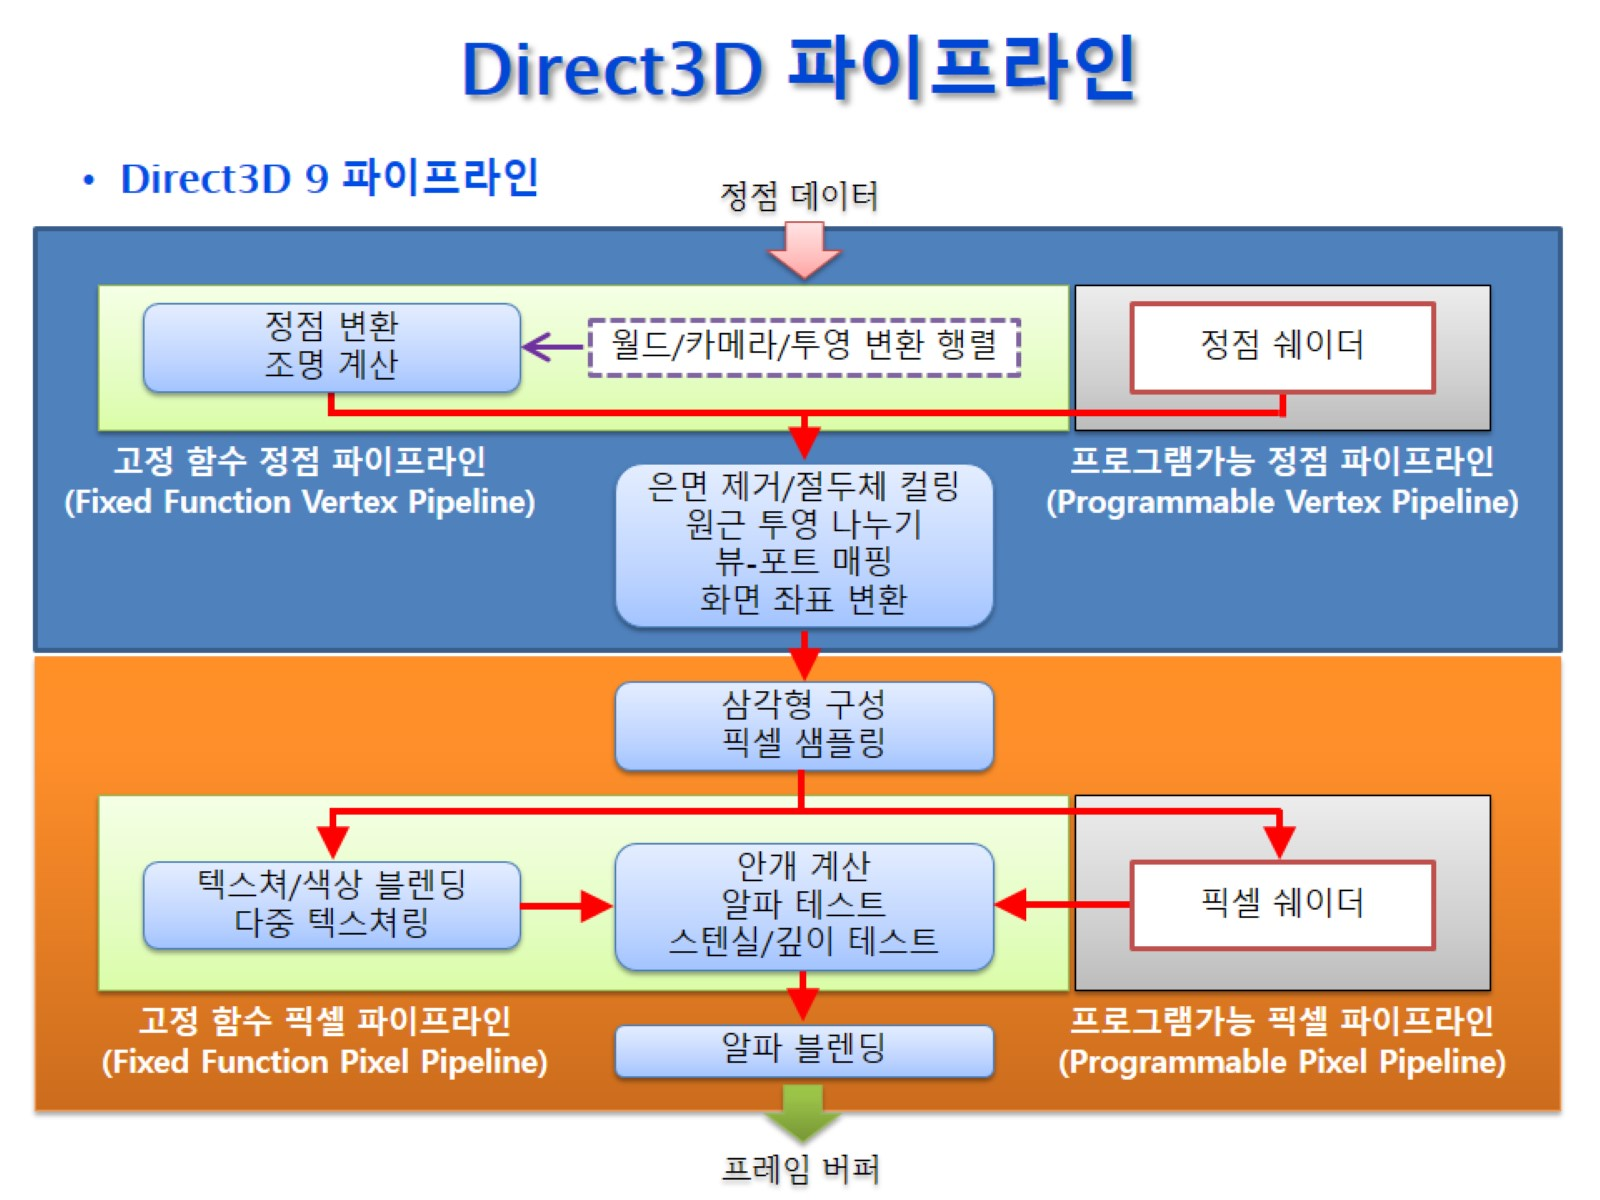 Direct3D 파이프라인
• Direct3D 9 파이프라인
정점 데이터
정점 변환
조명 계산
월드/카메라/투영 변환 행렬
정점 쉐이더
고정 함수 정점 파이프라인
(Fixed Function Vertex Pipeline)
프로그램가능 정점 파이프라인
(Programmable Vertex Pipeline)
은면 제거/절두체 컬링
원근 투영 나누기
뷰-포트 매핑
화면 좌표 변환
삼각형 구성
픽셀 샘플링
텍스쳐/색상 블렌딩
다중 텍스쳐링
안개 계산
알파 테스트
스텐실/깊이 테스트
픽셀 쉐이더
고정 함수 픽셀 파이프라인
(Fixed Function Pixel Pipeline)
프로그램가능 픽셀 파이프라인
(Programmable Pixel Pipeline)
알파 블렌딩
프레임 버퍼